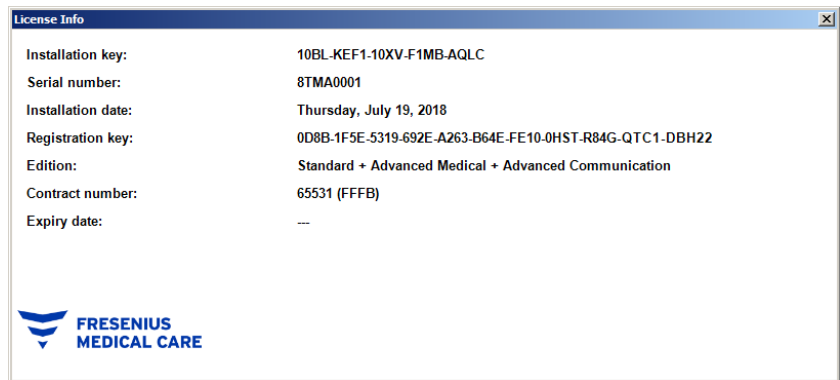 License Info
Installation key: 10BL-KEF1-10XV-F1MB-AQLC
Serial number: 8TMA0001
Installation date: Thursday, July 19, 2018
Registration key: 0D8B-1F5E-5319-692E-A263-B64E-FE10-0HST-R84G-QTC1-DBH22
Edition: Standard + Advanced Medical + Advanced Communication
Contract number: 65531 (FFFB)
Expiry date: ---
FRESENIUS
MEDICAL CARE